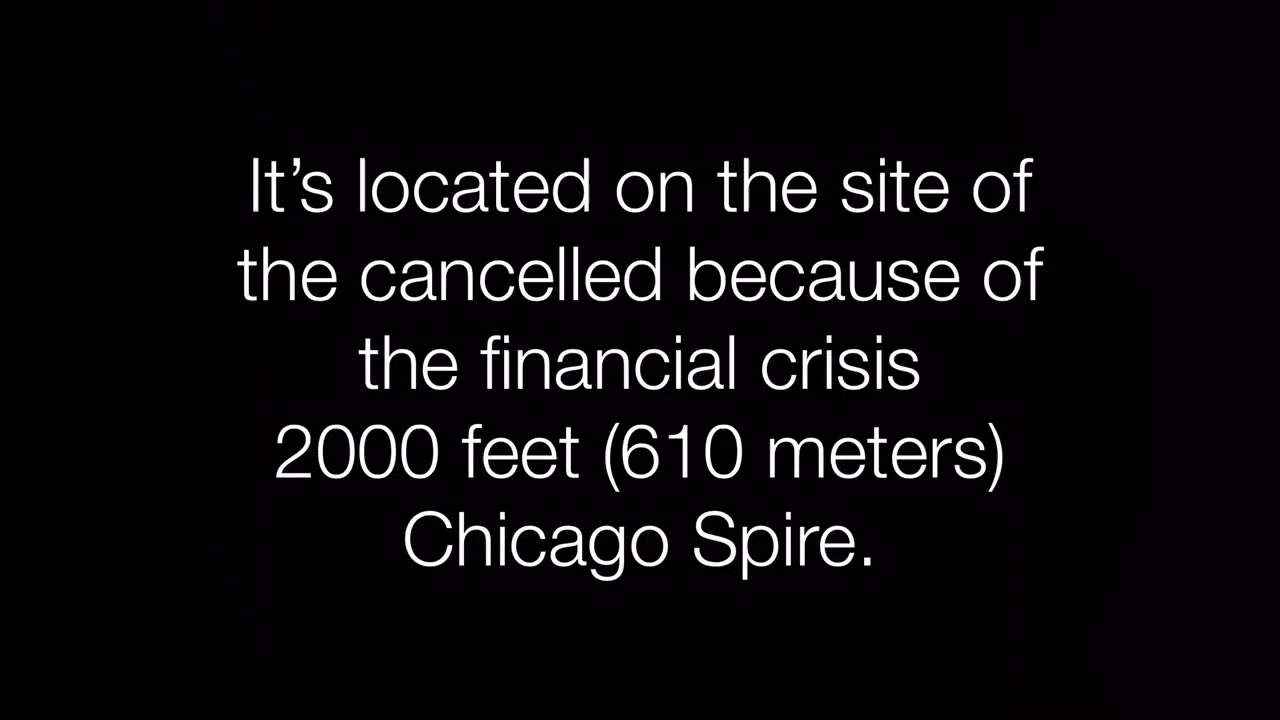 It’s located on the site of
the cancelled because of
the financial crisis
2000 feet (610 meters)
Chicago Spire.